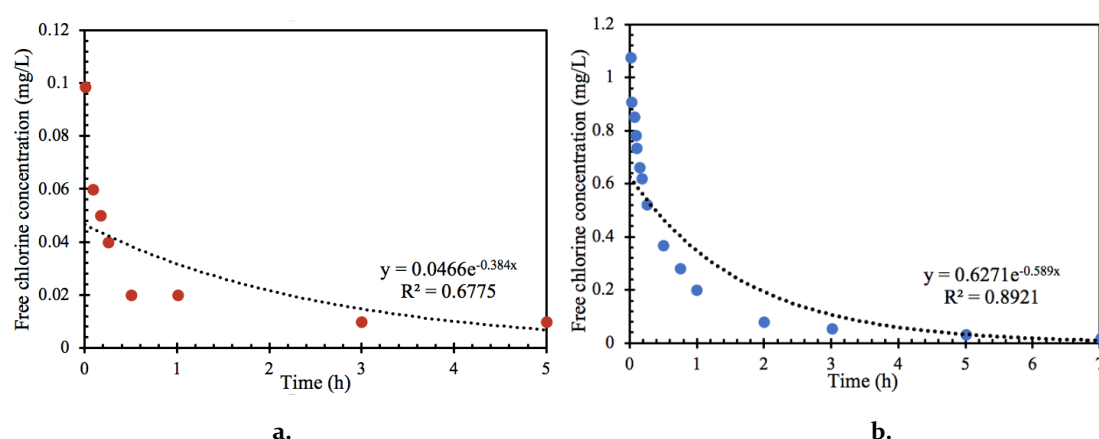 0.12
0.1
0.08
0.06
0.04
0.02
0
Free chlorine concentration (mg/L)
y = 0.0466e^-0.384x
R² = 0.6775
0 1 2 3 4 5
Time (h)
a.
1.2
1
0.8
0.6
0.4
0.2
0
Free chlorine concentration (mg/L)
y = 0.6271e^-0.589x
R² = 0.8921
0 1 2 3 4 5 6 7
Time (h)
b.